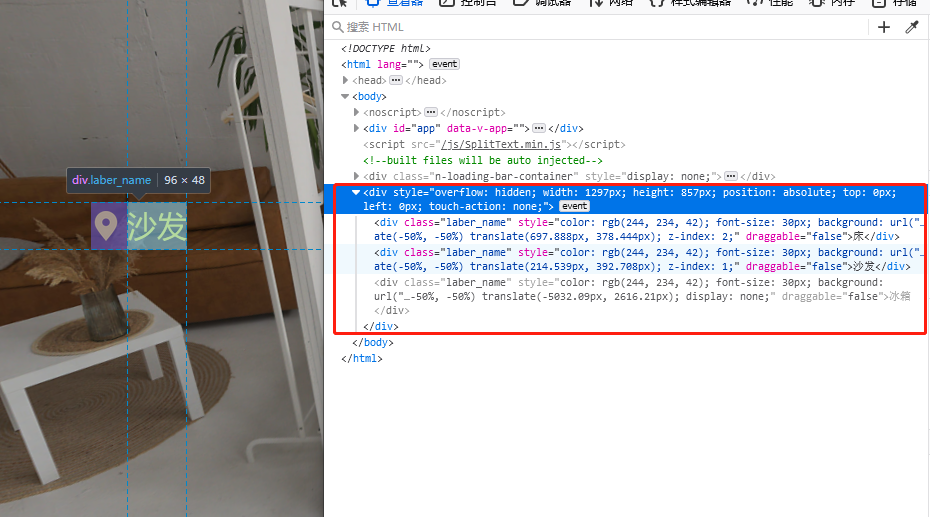 查看器 控制台 调试器 网络 样式编辑器 性能 内存 存储
搜索 HTML
<!DOCTYPE html>
<html lang=""> event
<head> ⋯ </head>
<body>
<noscript> ⋯ </noscript>
<div id="app" data-v-app=""> ⋯ </div>
<script src="/js/SplitText.min.js"></script>
<!--built files will be auto injected-->
<div class="n-loading-bar-container" style="display: none;"> ⋯ </div>
<div style="overflow: hidden; width: 1297px; height: 857px; position: absolute; top: 0px;
left: 0px; touch-action: none;"> event
<div class="laber_name" style="color: rgb(244, 234, 42); font-size: 30px; background: url("…
ate(-50%, -50%) translate(697.888px, 378.444px); z-index: 2;" draggable="false">床</div>
<div class="laber_name" style="color: rgb(244, 234, 42); font-size: 30px; background: url("…
ate(-50%, -50%) translate(214.539px, 392.708px); z-index: 1;" draggable="false">沙发</div>
<div class="laber_name" style="color: rgb(244, 234, 42); font-size: 30px; background:
url("…-50%, -50%) translate(-5032.09px, 2616.21px); display: none;" draggable="false">冰箱
</div>
</div>
</body>
</html>
div.laber_name 96 × 48
沙发